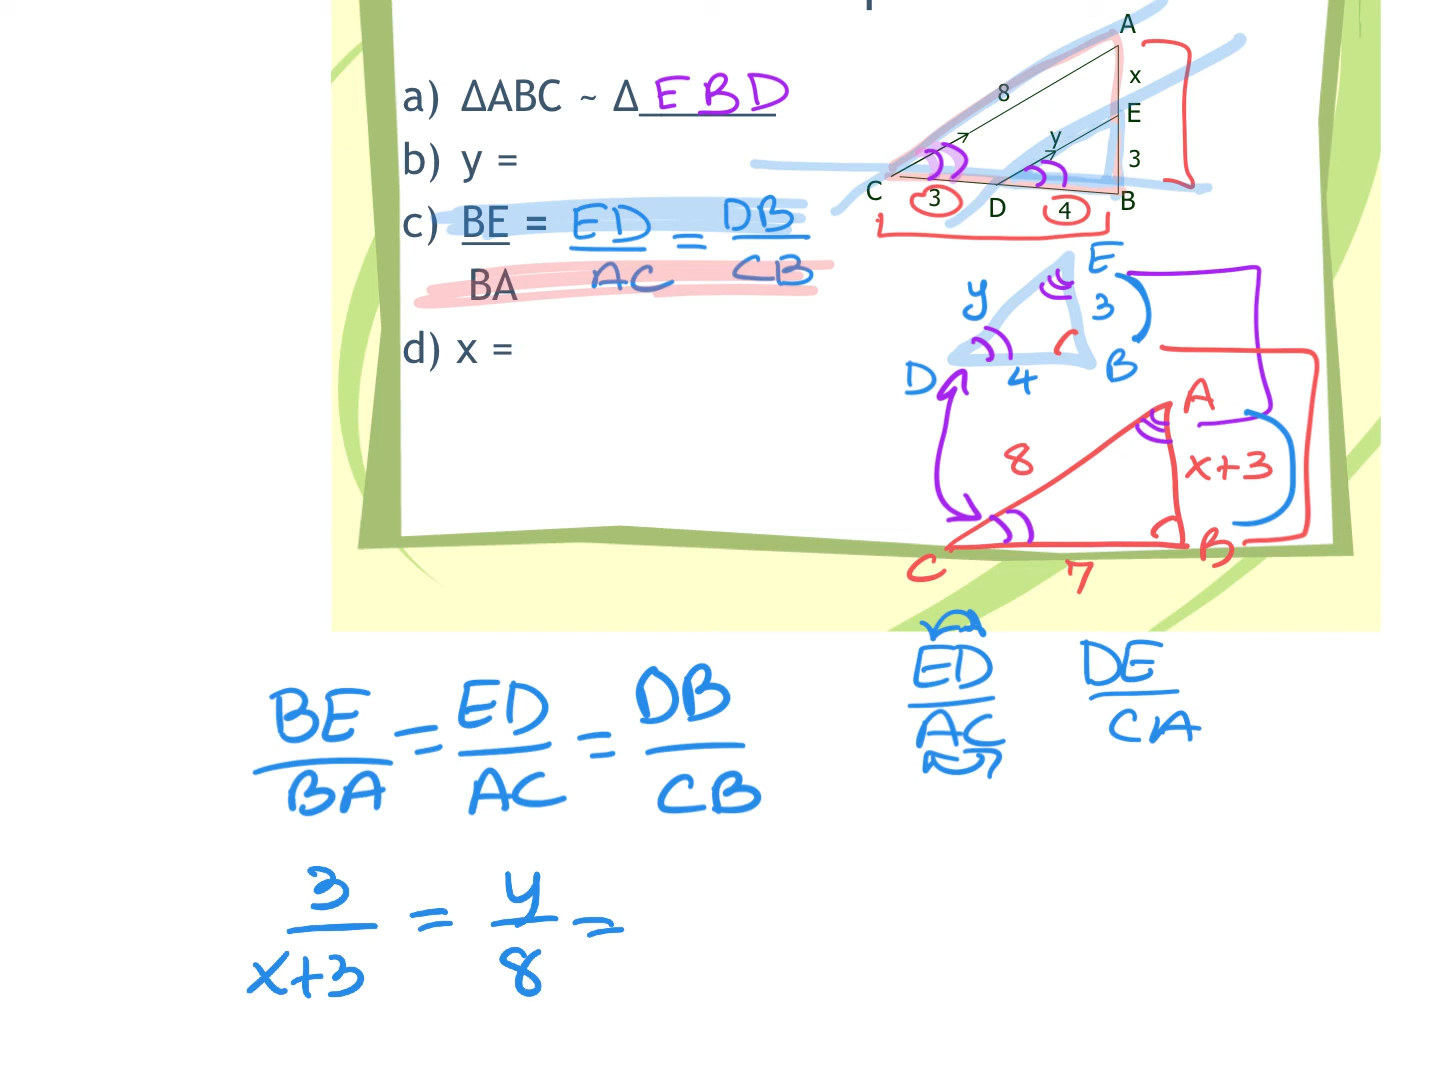 a) ΔABC ~ Δ EBD
b) y =
c) BE = ED = DB
BA AC CB
d) x =
A
x
8
E
y
3
C
3
D
4
B
E
y
3
D
4
B
A
8
x+3
C
7
B
ED DE
AC CA
BE = ED = DB
BA AC CB
3 = y =
x+3 8